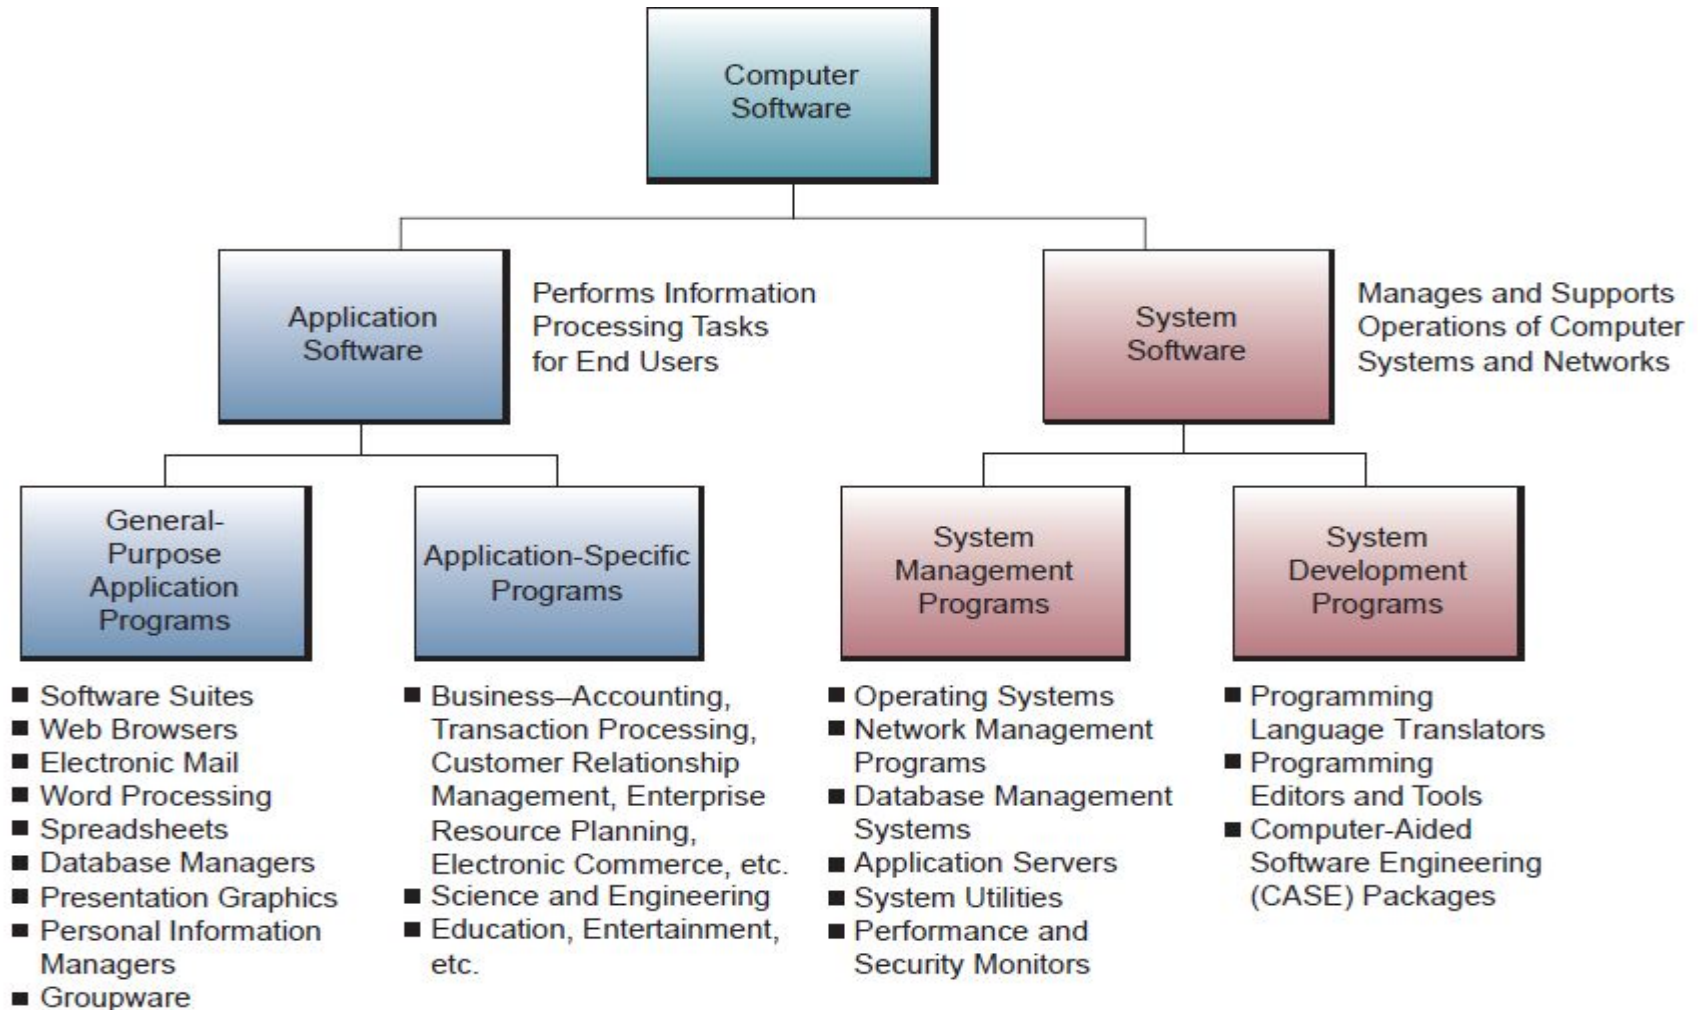 Computer
Software
Application
Software
Performs Information
Processing Tasks
for End Users
System
Software
Manages and Supports
Operations of Computer
Systems and Networks
General-
Purpose
Application
Programs
Application-Specific
Programs
System
Management
Programs
System
Development
Programs
■ Software Suites
■ Web Browsers
■ Electronic Mail
■ Word Processing
■ Spreadsheets
■ Database Managers
■ Presentation Graphics
■ Personal Information
Managers
■ Groupware
■ Business–Accounting,
Transaction Processing,
Customer Relationship
Management, Enterprise
Resource Planning,
Electronic Commerce, etc.
■ Science and Engineering
■ Education, Entertainment,
etc.
■ Operating Systems
■ Network Management
Programs
■ Database Management
Systems
■ Application Servers
■ System Utilities
■ Performance and
Security Monitors
■ Programming
Language Translators
■ Programming
Editors and Tools
■ Computer-Aided
Software Engineering
(CASE) Packages